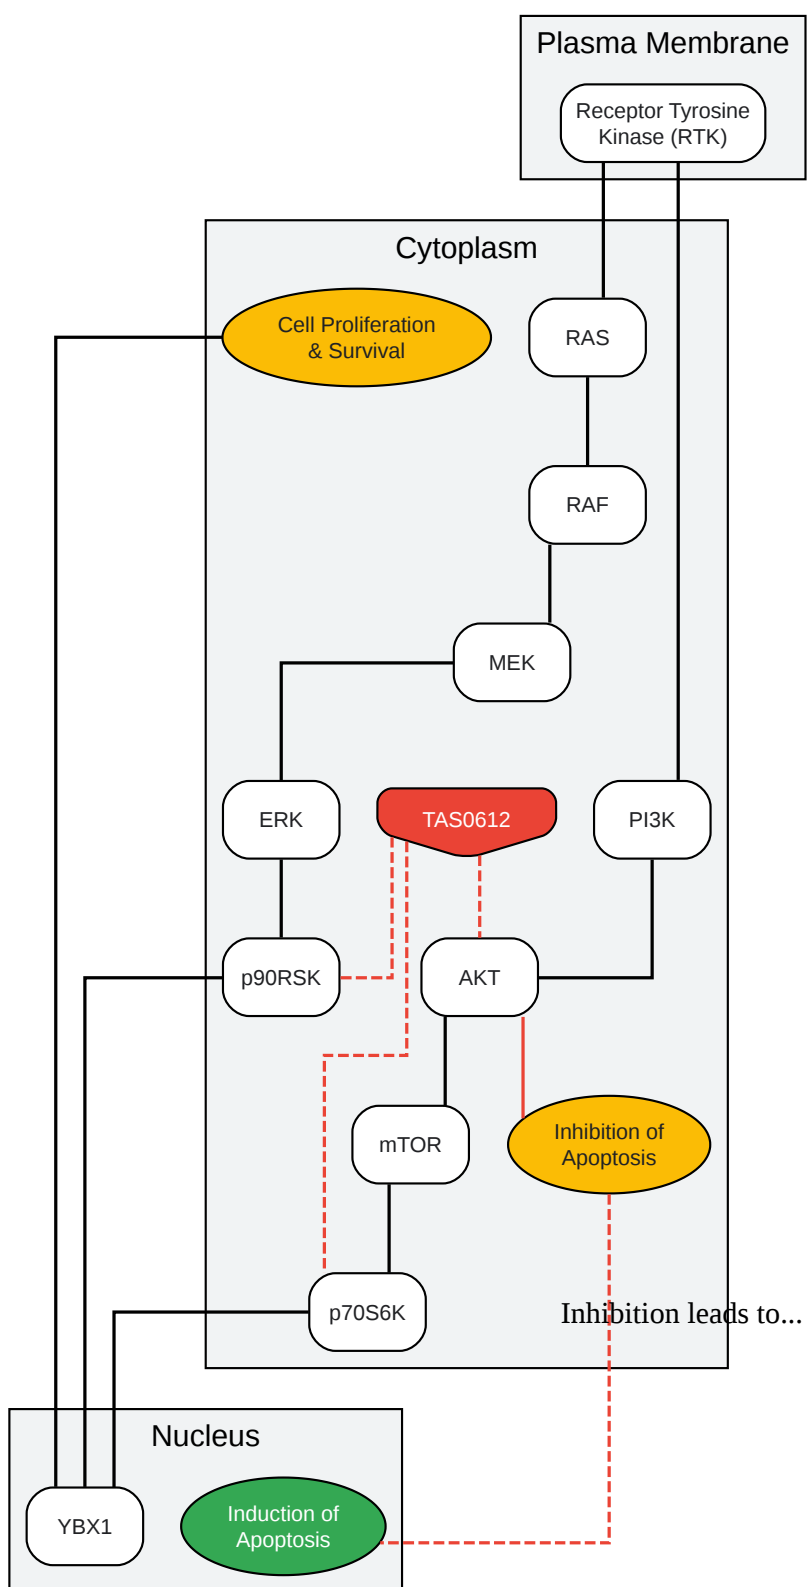 Plasma Membrane
Receptor Tyrosine
Kinase (RTK)
Cytoplasm
Cell Proliferation
& Survival
RAS
RAF
MEK
ERK
TAS0612
PI3K
p90RSK
AKT
mTOR
Inhibition of
Apoptosis
p70S6K
Inhibition leads to...
Nucleus
YBX1
Induction of
Apoptosis